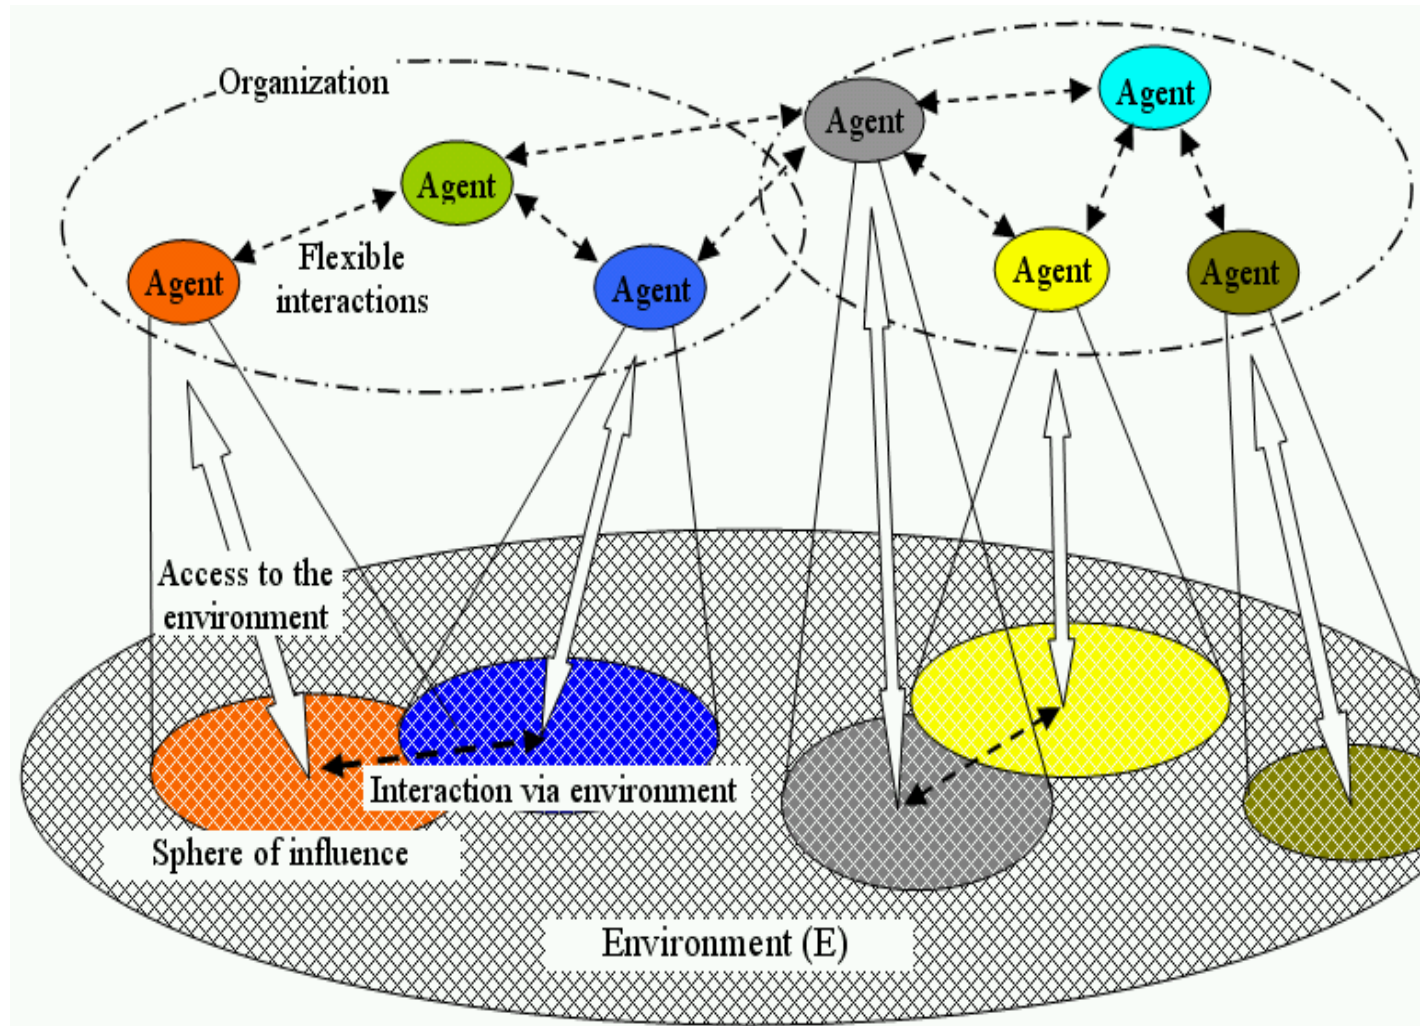 Organization
Agent
Agent
Agent
Agent
Flexible
interactions
Agent
Agent
Agent
Access to the
environment
Interaction via environment
Sphere of influence
Environment (E)